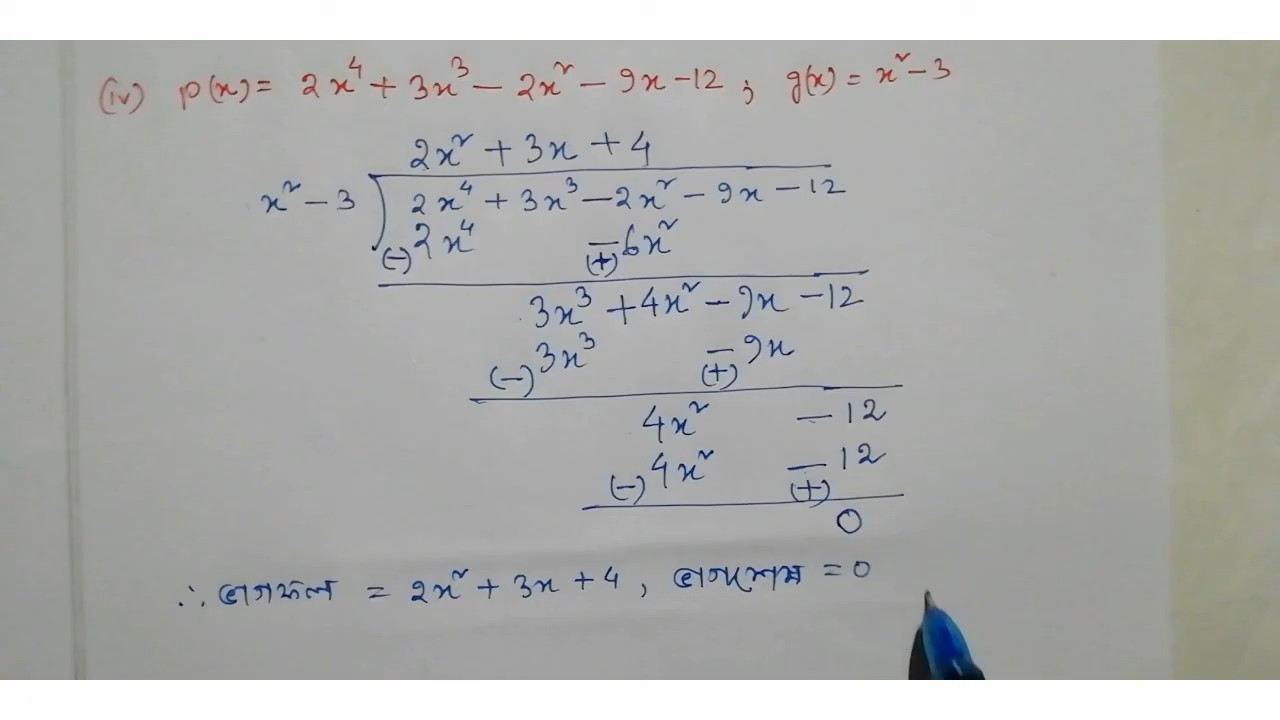 (iv) p(x) = 2x⁴ + 3x³ - 2x² - 9x - 12 ; g(x) = x² - 3
2x² + 3x + 4
x² - 3 ) 2x⁴ + 3x³ - 2x² - 9x - 12
(-) 2x⁴ - (+) 6x²
3x³ + 4x² - 9x - 12
(-) 3x³ - (+) 9x
4x² - 12
(-) 4x² - (+) 12
0
∴ ভাগফল = 2x² + 3x + 4 , ভাগশেষ = 0